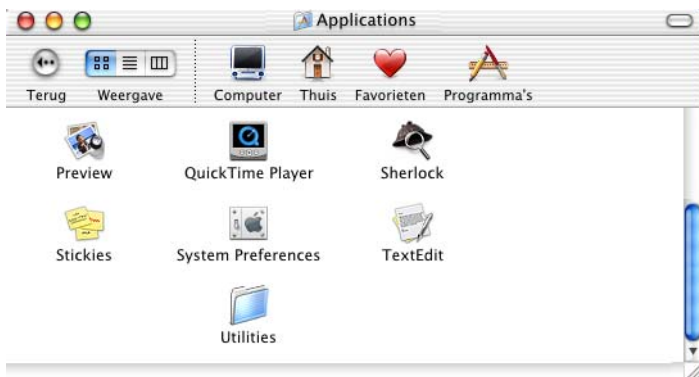 Applications
Terug Weergave Computer Thuis Favorieten Programma's
Preview QuickTime Player Sherlock
Stickies System Preferences TextEdit
Utilities